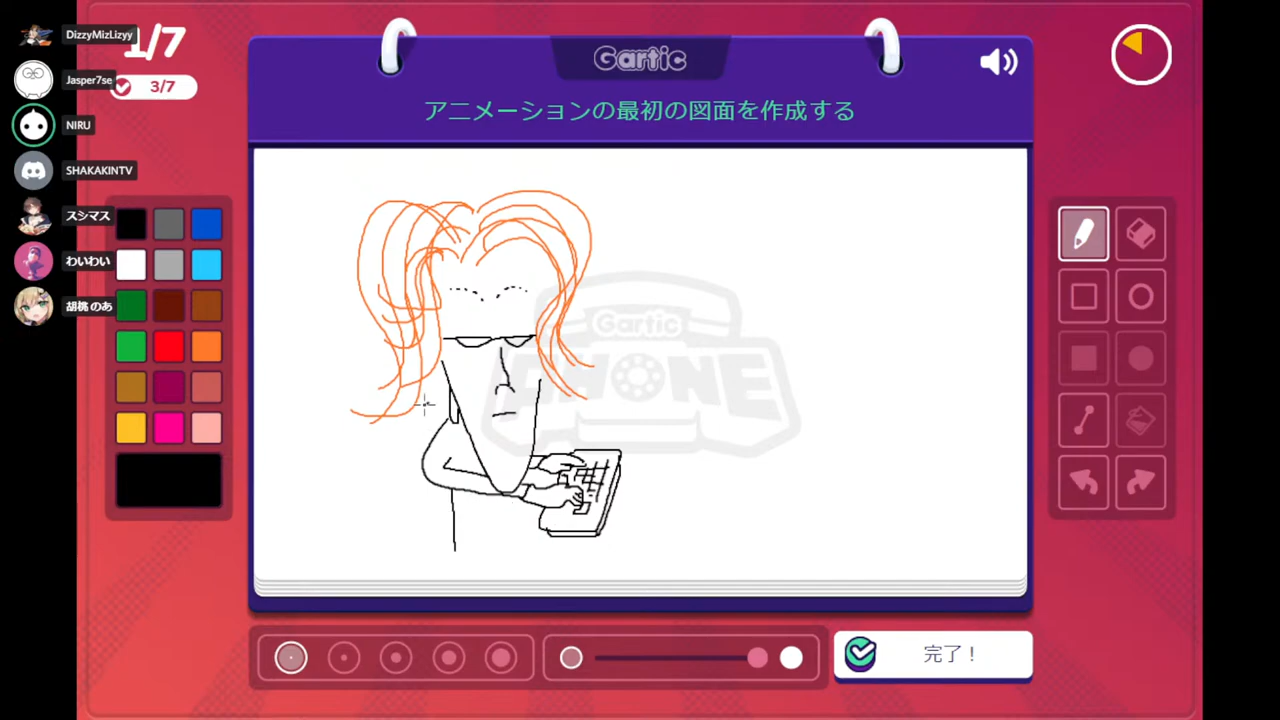 1/7
3/7
DizzyMizLizyy
Jasper7se
NIRU
SHAKAKINTV
スシマス
わいわい
胡桃のあ
Gartic
アニメーションの最初の図面を作成する
Gartic
PHONE
完了！